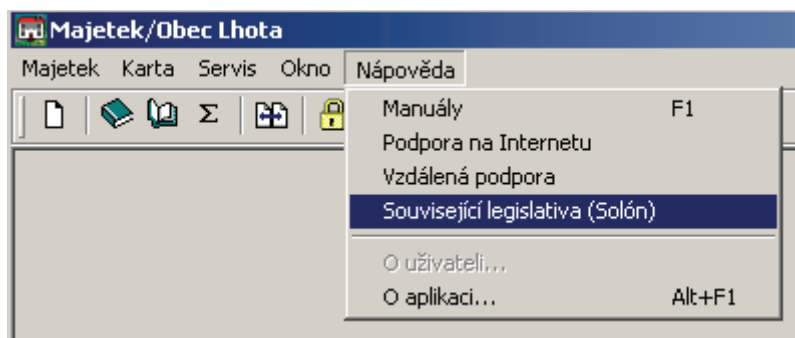 Majetek/Obec Lhota
Majetek Karta Servis Okno Nápověda
Σ
Manuály F1
Podpora na Internetu
Vzdálená podpora
Související legislativa (Solón)
O uživateli...
O aplikaci... Alt+F1